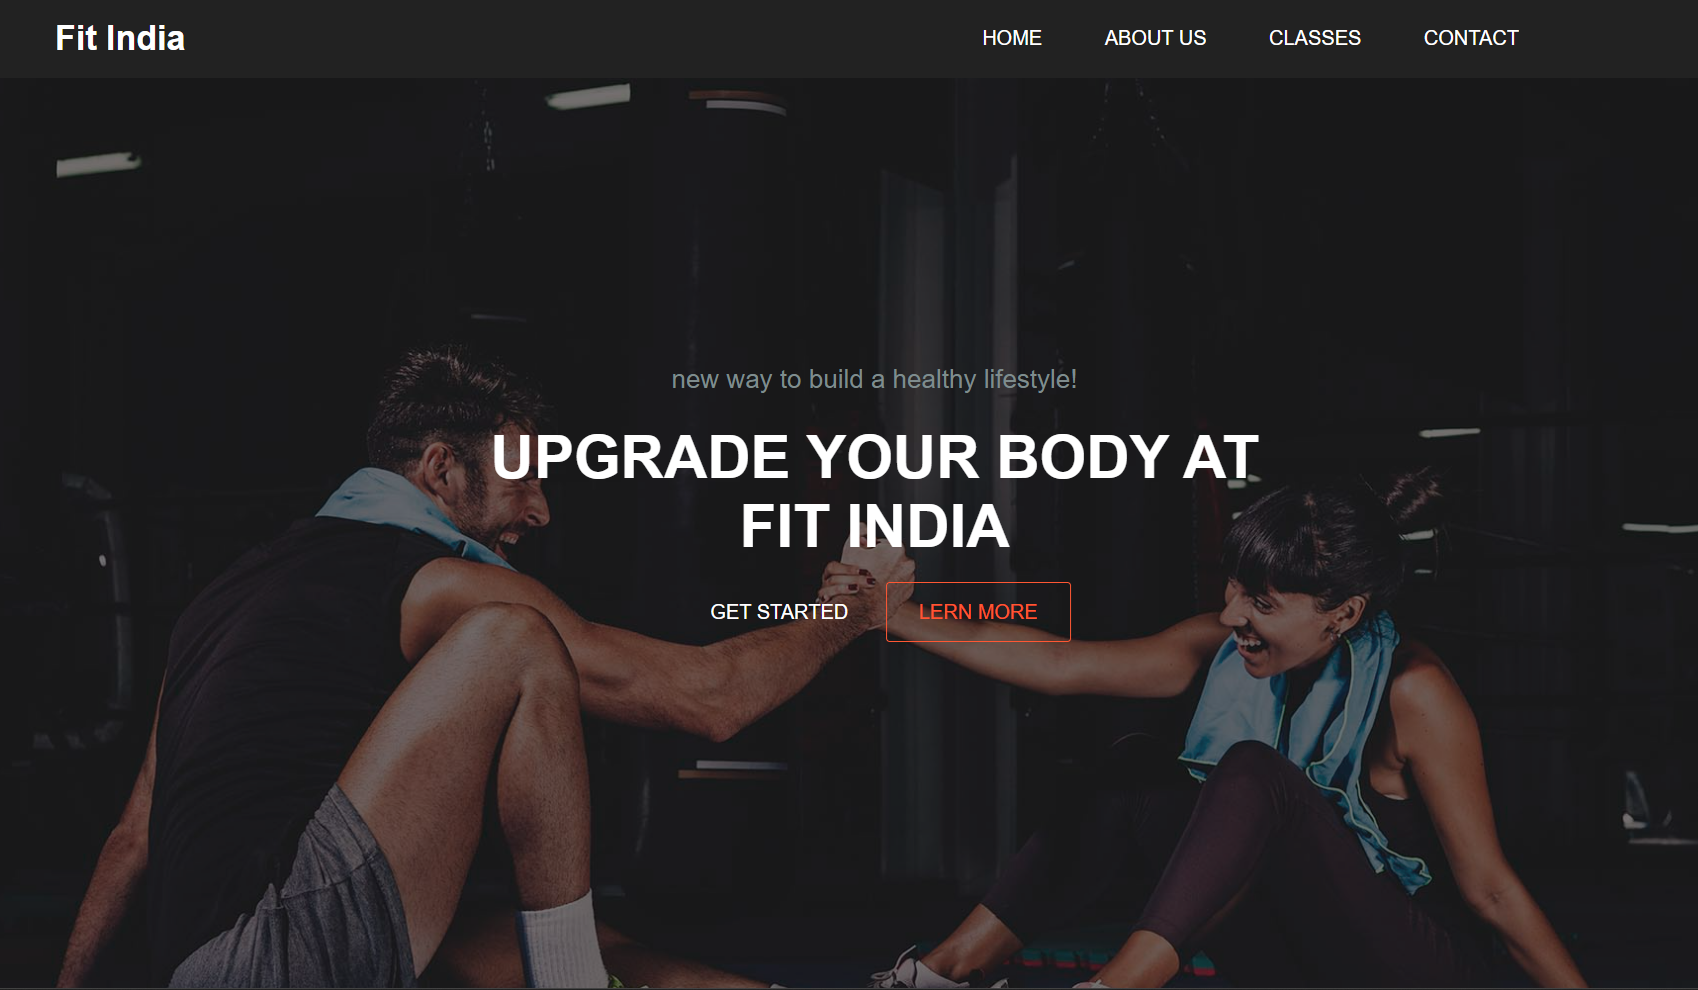 Fit India
HOME ABOUT US CLASSES CONTACT
new way to build a healthy lifestyle!
UPGRADE YOUR BODY AT
FIT INDIA
GET STARTED LERN MORE